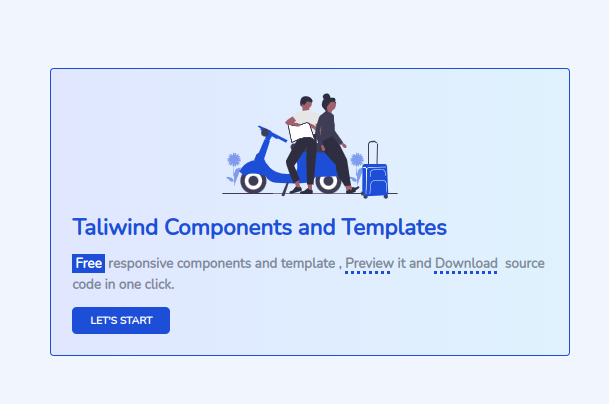 Taliwind Components and Templates
Free responsive components and template , Preview it and Download source
code in one click.
LET'S START